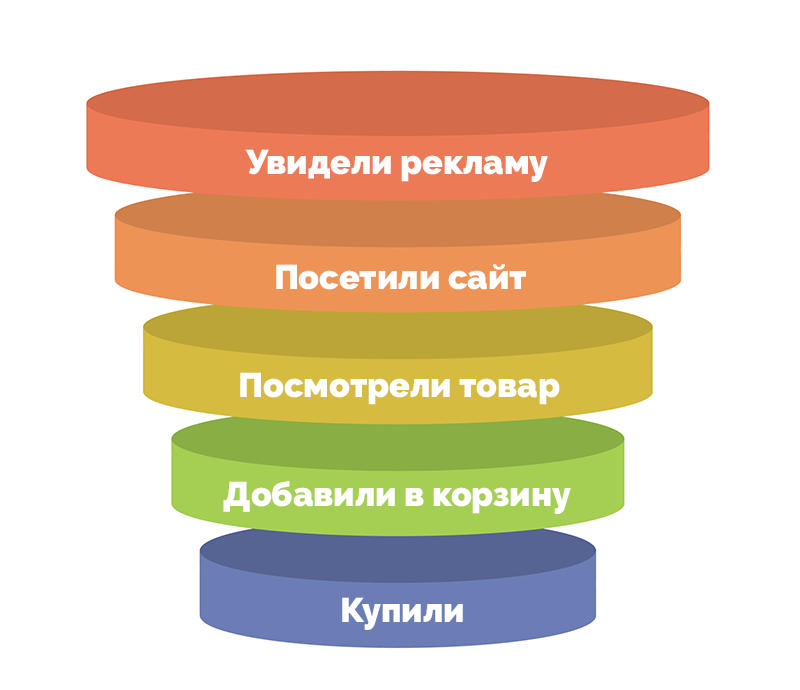 Увидели рекламу
Посетили сайт
Посмотрели товар
Добавили в корзину
Купили